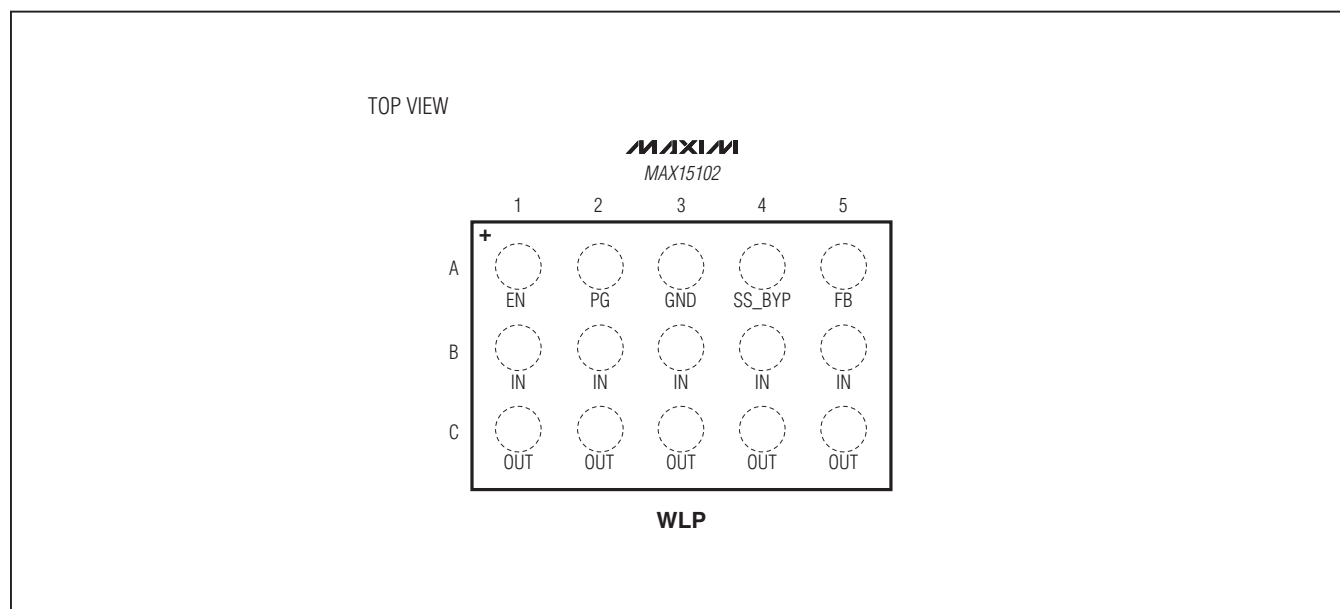 TOP VIEW
MAXIM
MAX15102
1 2 3 4 5
+
A
EN PG GND SS_BYP FB
B
IN IN IN IN IN
C
OUT OUT OUT OUT OUT
WLP